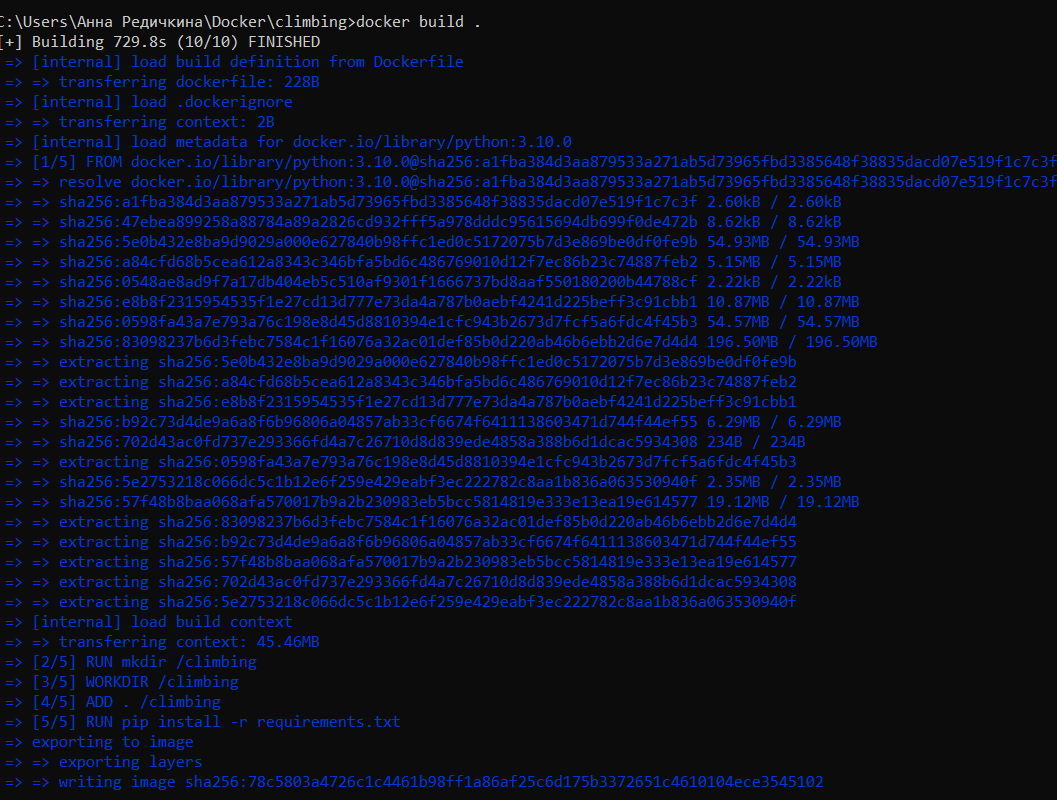 C:\Users\Анна Редичкина\Docker\climbing>docker build .
[+] Building 729.8s (10/10) FINISHED
=> [internal] load build definition from Dockerfile
=> => transferring dockerfile: 228B
=> [internal] load .dockerignore
=> => transferring context: 2B
=> [internal] load metadata for docker.io/library/python:3.10.0
=> [1/5] FROM docker.io/library/python:3.10.0@sha256:a1fba384d3aa879533a271ab5d73965fbd3385648f38835dacd07e519f1c7c3f
=> => resolve docker.io/library/python:3.10.0@sha256:a1fba384d3aa879533a271ab5d73965fbd3385648f38835dacd07e519f1c7c3f
=> => sha256:a1fba384d3aa879533a271ab5d73965fbd3385648f38835dacd07e519f1c7c3f 2.60kB / 2.60kB
=> => sha256:47ebea899258a88784a89a2826cd932fff5a978dddc95615694db699f0de472b 8.62kB / 8.62kB
=> => sha256:5e0b432e8ba9d9029a000e627840b98ffc1ed0c5172075b7d3e869be0df0fe9b 54.93MB / 54.93MB
=> => sha256:a84cfd68b5cea612a8343c346bfa5bd6c486769010d12f7ec86b23c74887feb2 5.15MB / 5.15MB
=> => sha256:0548ae8ad9f7a17db404eb5c510af9301f1666737bd8aaf550180200b44788cf 2.22kB / 2.22kB
=> => sha256:e8b8f2315954535f1e27cd13d777e73da4a787b0aebf4241d225beff3c91cbb1 10.87MB / 10.87MB
=> => sha256:0598fa43a7e793a76c198e8d45d8810394e1cfc943b2673d7fcf5a6fdc4f45b3 54.57MB / 54.57MB
=> => sha256:83098237b6d3febc7584c1f16076a32ac01def85b0d220ab46b6ebb2d6e7d4d4 196.50MB / 196.50MB
=> => extracting sha256:5e0b432e8ba9d9029a000e627840b98ffc1ed0c5172075b7d3e869be0df0fe9b
=> => extracting sha256:a84cfd68b5cea612a8343c346bfa5bd6c486769010d12f7ec86b23c74887feb2
=> => extracting sha256:e8b8f2315954535f1e27cd13d777e73da4a787b0aebf4241d225beff3c91cbb1
=> => sha256:b92c73d4de9a6a8f6b96806a04857ab33cf6674f6411138603471d744f44ef55 6.29MB / 6.29MB
=> => sha256:702d43ac0fd737e293366fd4a7c26710d8d839ede4858a388b6d1dcac5934308 234B / 234B
=> => extracting sha256:0598fa43a7e793a76c198e8d45d8810394e1cfc943b2673d7fcf5a6fdc4f45b3
=> => sha256:5e2753218c066dc5c1b12e6f259e429eabf3ec222782c8aa1b836a063530940f 2.35MB / 2.35MB
=> => sha256:57f48b8baa068afa570017b9a2b230983eb5bcc5814819e333e13ea19e614577 19.12MB / 19.12MB
=> => extracting sha256:83098237b6d3febc7584c1f16076a32ac01def85b0d220ab46b6ebb2d6e7d4d4
=> => extracting sha256:b92c73d4de9a6a8f6b96806a04857ab33cf6674f6411138603471d744f44ef55
=> => extracting sha256:57f48b8baa068afa570017b9a2b230983eb5bcc5814819e333e13ea19e614577
=> => extracting sha256:702d43ac0fd737e293366fd4a7c26710d8d839ede4858a388b6d1dcac5934308
=> => extracting sha256:5e2753218c066dc5c1b12e6f259e429eabf3ec222782c8aa1b836a063530940f
=> [internal] load build context
=> => transferring context: 45.46MB
=> [2/5] RUN mkdir /climbing
=> [3/5] WORKDIR /climbing
=> [4/5] ADD . /climbing
=> [5/5] RUN pip install -r requirements.txt
=> exporting to image
=> => exporting layers
=> => writing image sha256:78c5803a4726c1c4461b98ff1a86af25c6d175b3372651c4610104ece3545102